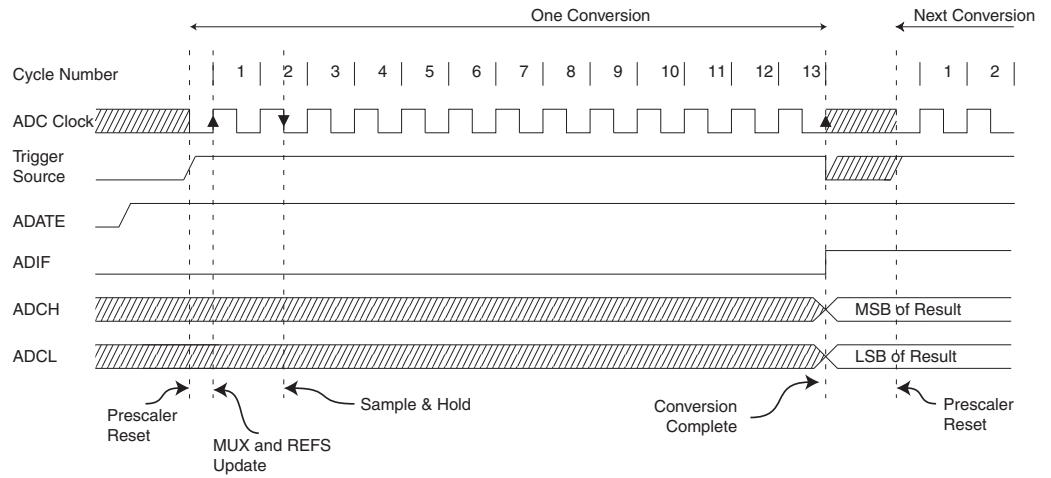 One Conversion
Next Conversion
Cycle Number
1 2 3 4 5 6 7 8 9 10 11 12 13 1 2
ADC Clock
Trigger
Source
ADATE
ADIF
ADCH
MSB of Result
ADCL
LSB of Result
Prescaler
Reset
MUX and REFS
Update
Sample & Hold
Conversion
Complete
Prescaler
Reset